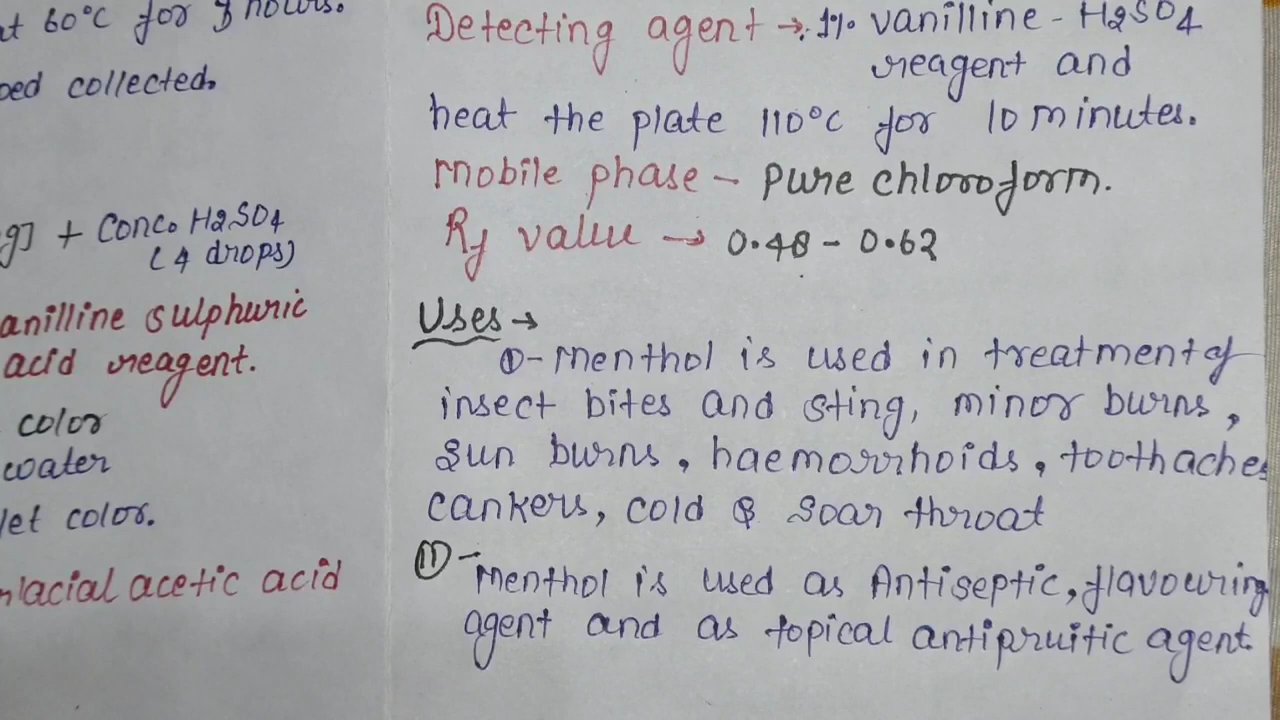 at 60°C for 8 hours.
bed collected.
g] + Conc. H2SO4
(4 drops)
anilline sulphuric
acid reagent.
color
water
let color.
lacial acetic acid
Detecting agent → 1% vanilline - H2SO4
reagent and
heat the plate 110°C for 10 minutes.
Mobile phase - Pure chloroform.
Rf value → 0.48 - 0.62
Uses →
①- Menthol is used in treatment of
insect bites and sting, minor burns,
sun burns, haemorrhoids, toothaches
cankers, cold & soar throat
⑪- Menthol is used as Antiseptic, flavouring
agent and as topical antipruitic agent.